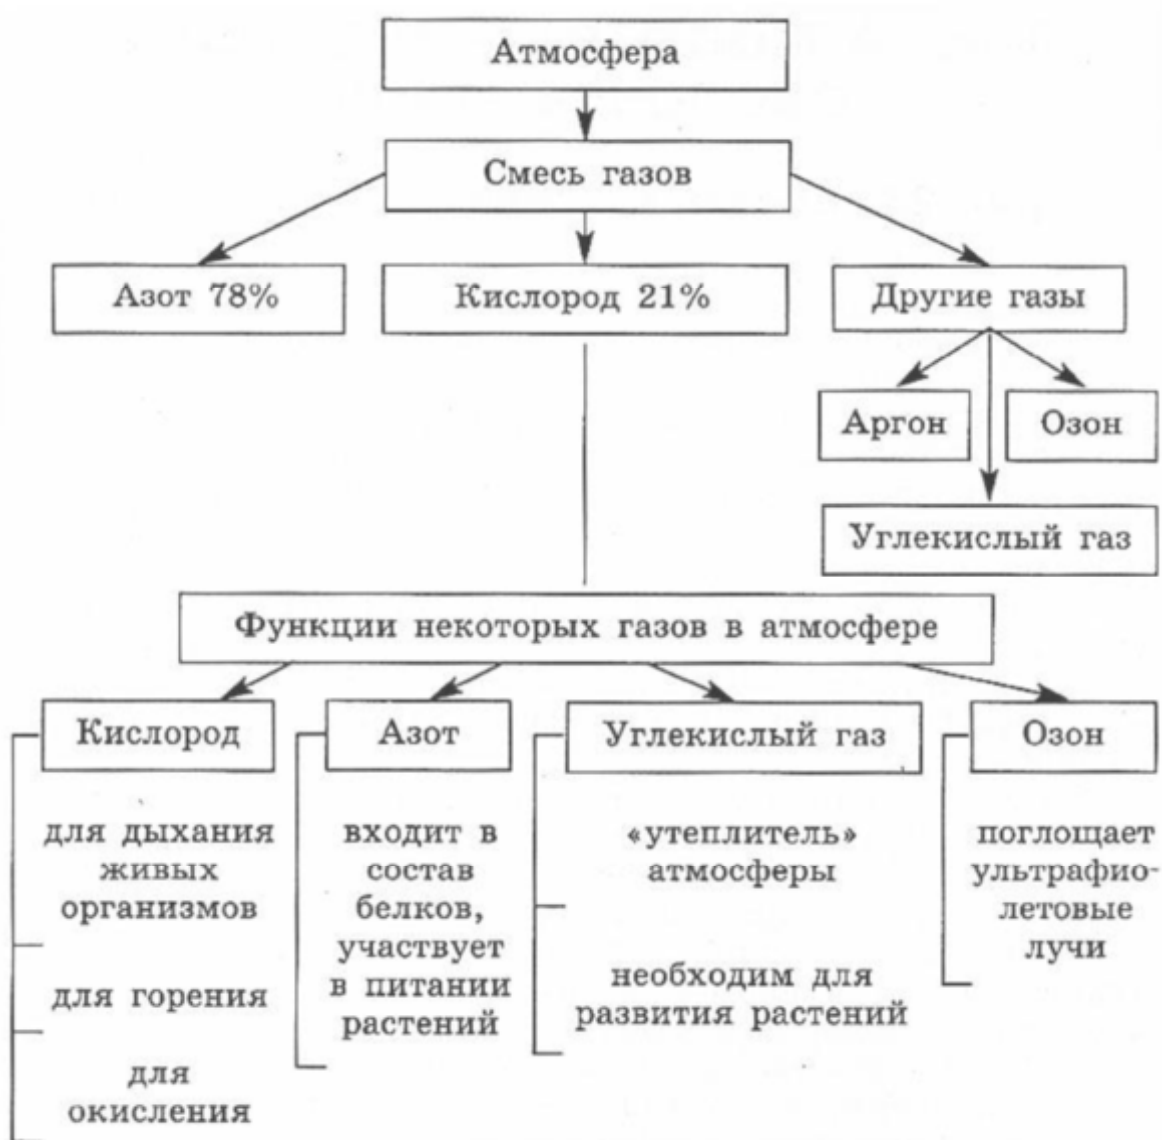 Атмосфера
Смесь газов
Азот 78%
Кислород 21%
Другие газы
Аргон
Озон
Углекислый газ
Функции некоторых газов в атмосфере
Кислород
для дыхания
живых
организмов
для горения
для
окисления
Азот
входит в
состав
белков,
участвует
в питании
растений
Углекислый газ
«утеплитель»
атмосферы
необходим для
развития растений
Озон
поглощает
ультрафио-
летовые
лучи